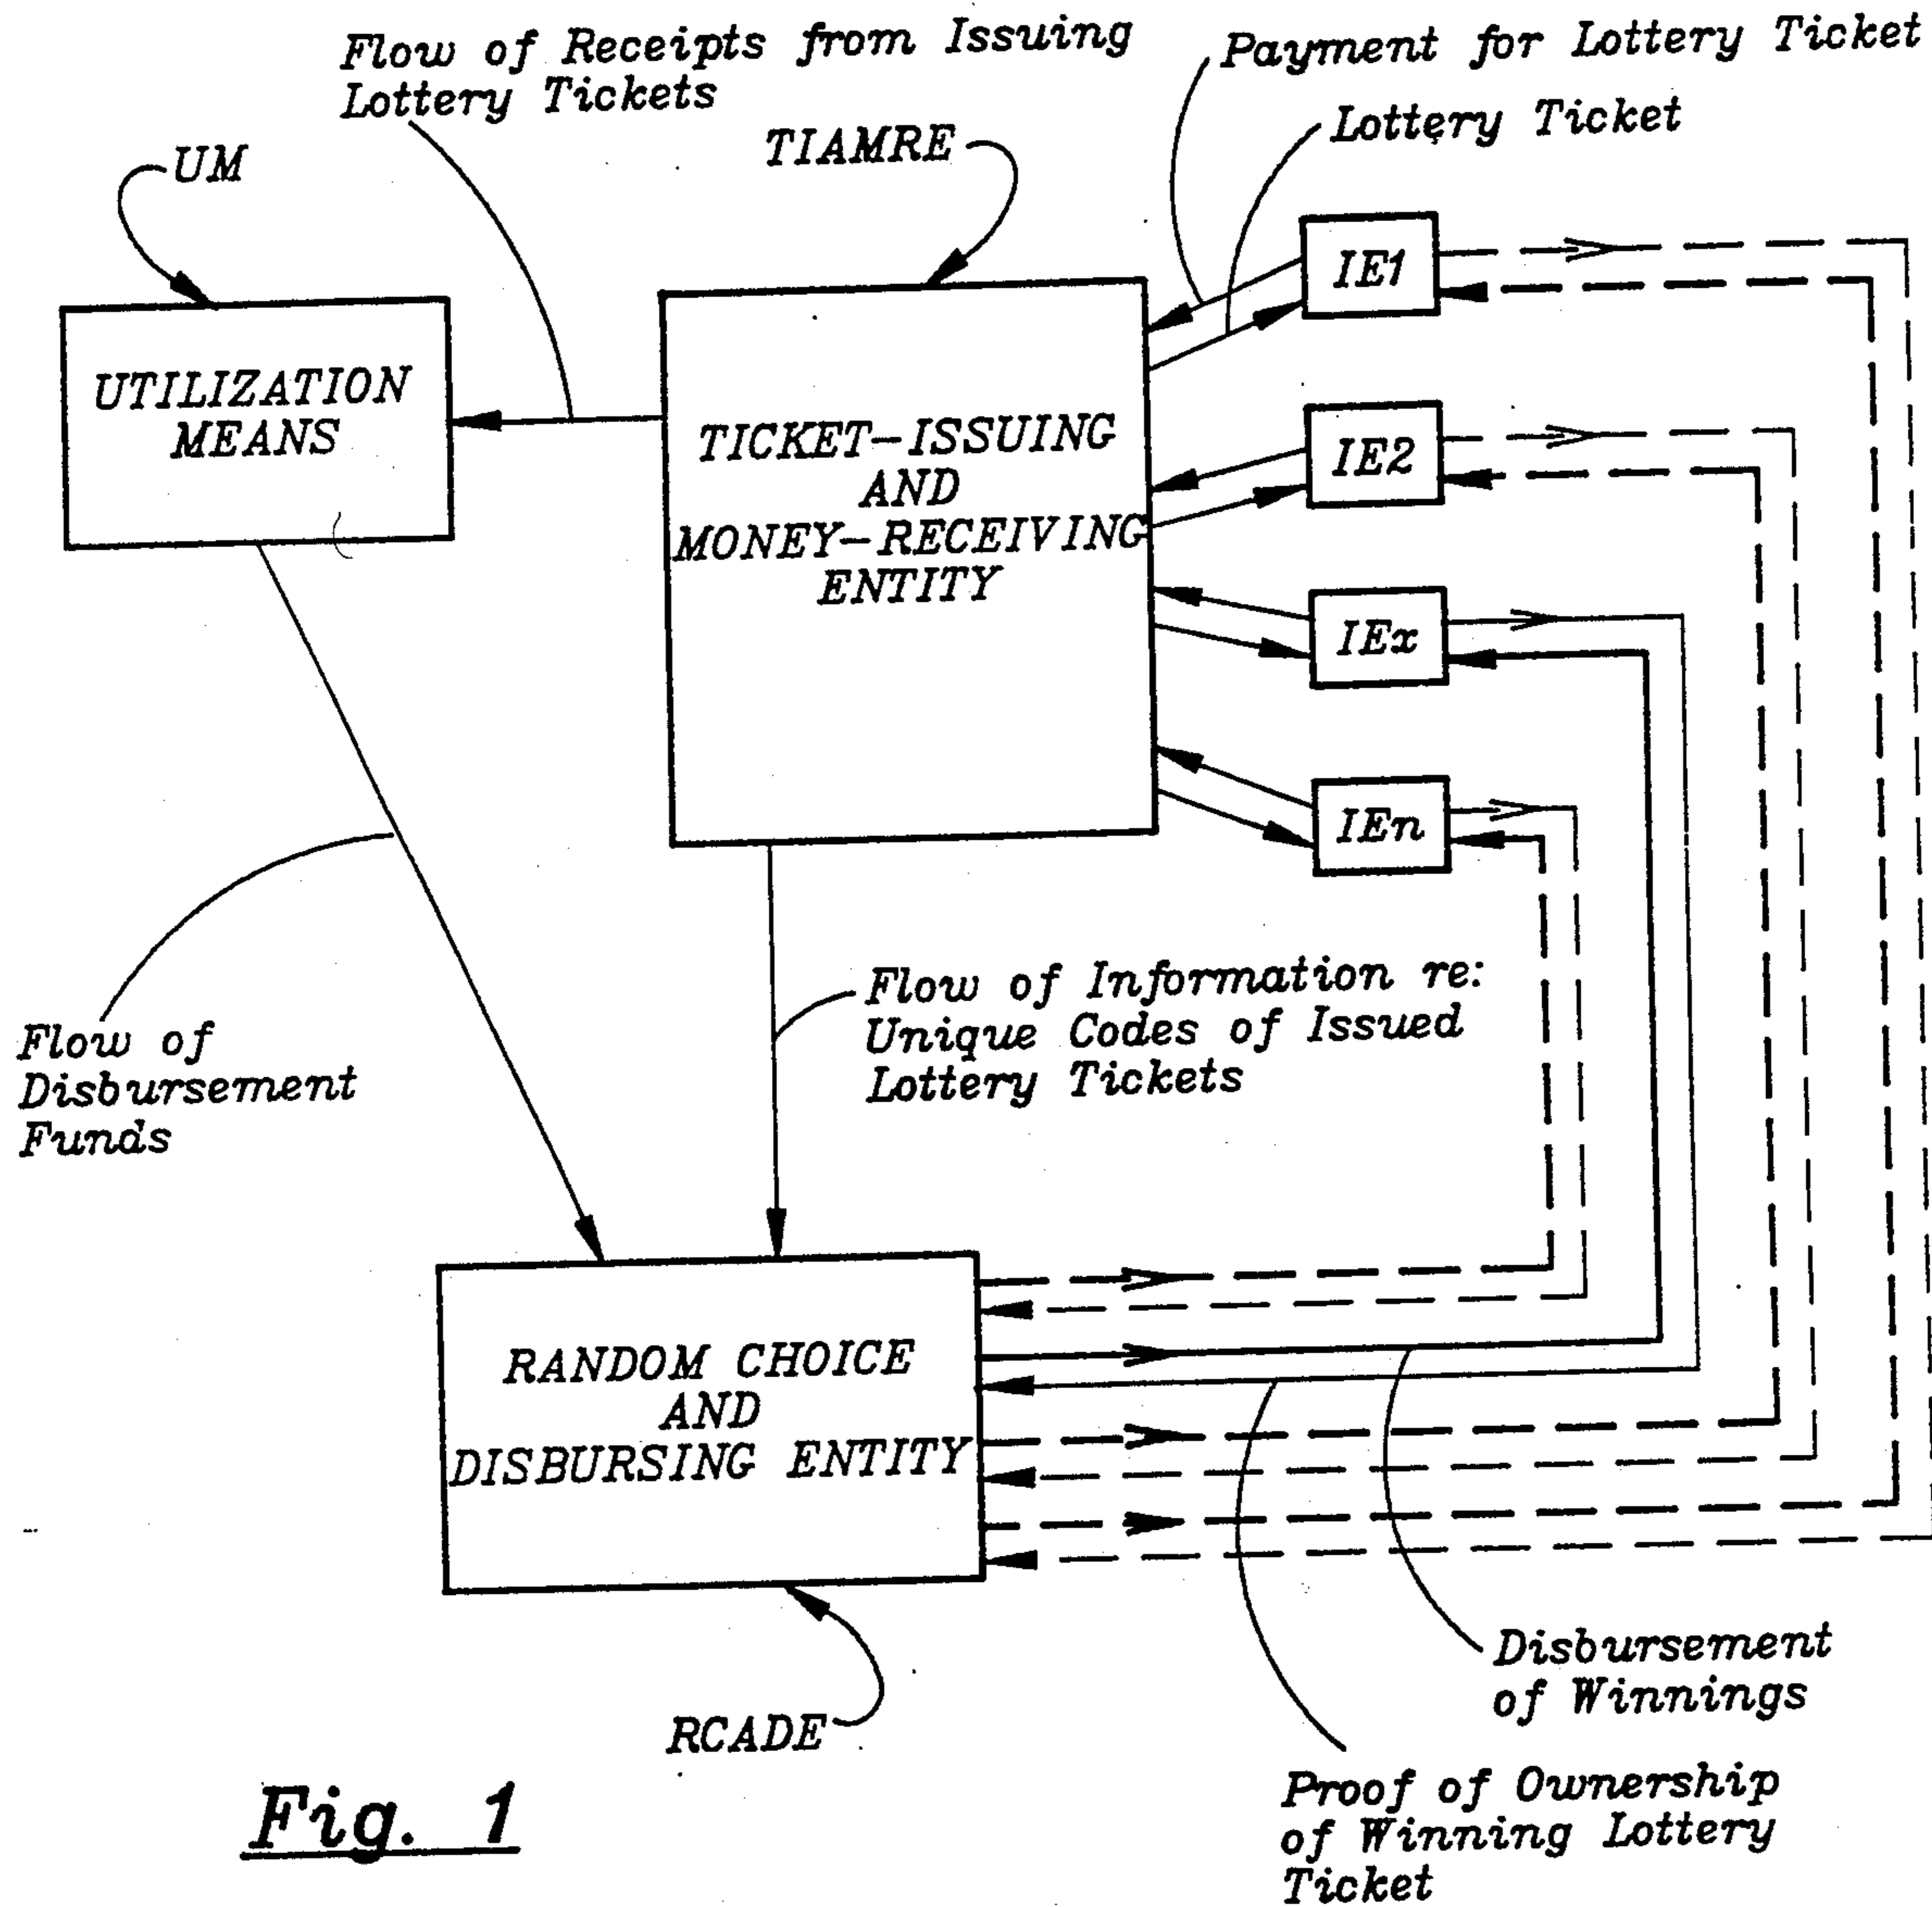 Flow of Receipts from Issuing
Lottery Tickets
Payment for Lottery Ticket
Lottery Ticket
UM
TIAMRE
IE1
UTILIZATION
MEANS
TICKET-ISSUING
AND
MONEY-RECEIVING
ENTITY
IE2
IEx
IEn
Flow of Information re:
Unique Codes of Issued
Lottery Tickets
Flow of
Disbursement
Funds
RANDOM CHOICE
AND
DISBURSING ENTITY
Disbursement
of Winnings
RCADE
Proof of Ownership
of Winning Lottery
Ticket
Fig. 1